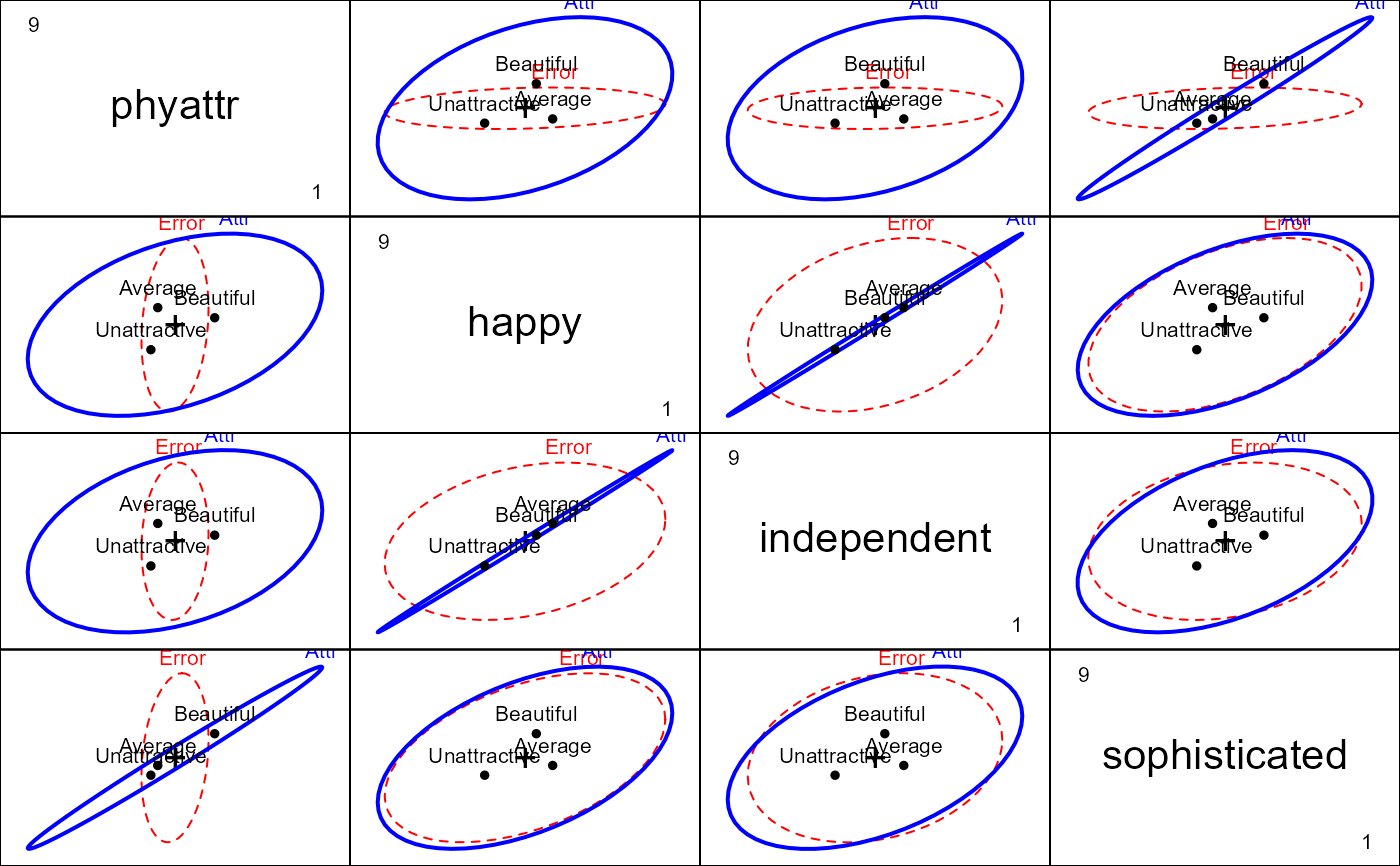 9
phyattr
1
Attr
Beautiful
Error
Unattractive
Average
Attr
Beautiful
Error
Unattractive
Average
Attr
Beautiful
Error
Unattractive
Average
Error
Attr
Average
Beautiful
Unattractive
9
happy
1
Error
Attr
Average
Beautiful
Unattractive
Error
Attr
Average
Beautiful
Unattractive
Error
Attr
Average
Beautiful
Unattractive
Error
Attr
Average
Beautiful
Unattractive
9
independent
1
Error
Attr
Average
Beautiful
Unattractive
Error
Attr
Beautiful
Average
Unattractive
Error
Attr
Beautiful
Unattractive
Average
Error
Attr
Beautiful
Unattractive
Average
9
sophisticated
1